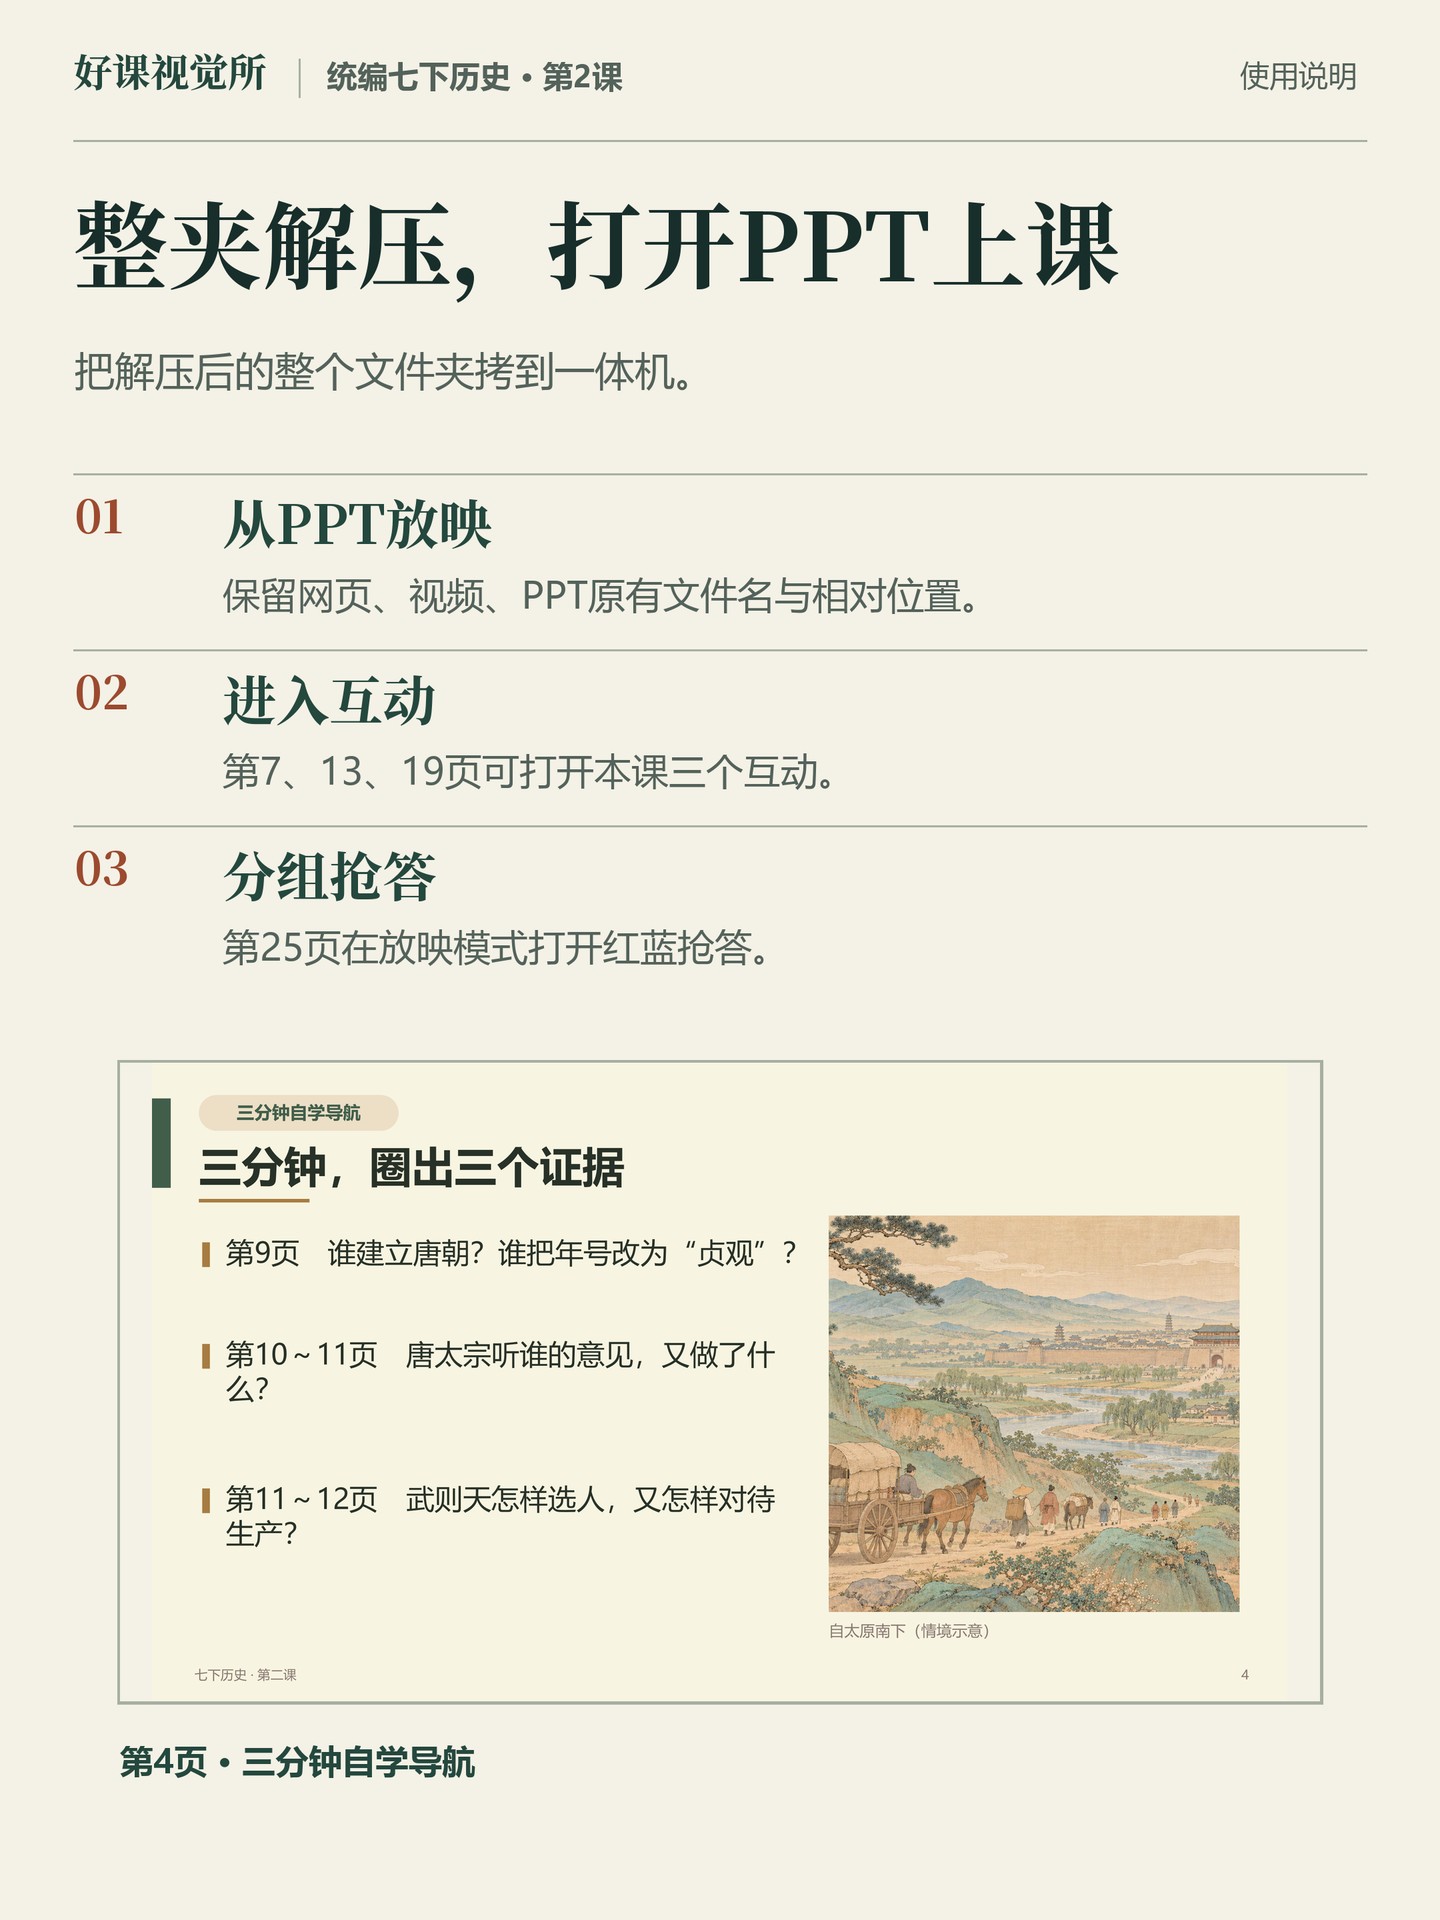 好课视觉所 | 统编七下历史·第2课
使用说明
整夹解压，打开PPT上课
把解压后的整个文件夹拷到一体机。
01 从PPT放映
保留网页、视频、PPT原有文件名与相对位置。
02 进入互动
第7、13、19页可打开本课三个互动。
03 分组抢答
第25页在放映模式打开红蓝抢答。
三分钟自学导航
三分钟，圈出三个证据
第9页 谁建立唐朝？谁把年号改为“贞观”？
第10～11页 唐太宗听谁的意见，又做了什
么？
第11～12页 武则天怎样选人，又怎样对待
生产？
自太原南下（情境示意）
七下历史·第二课
4
第4页·三分钟自学导航